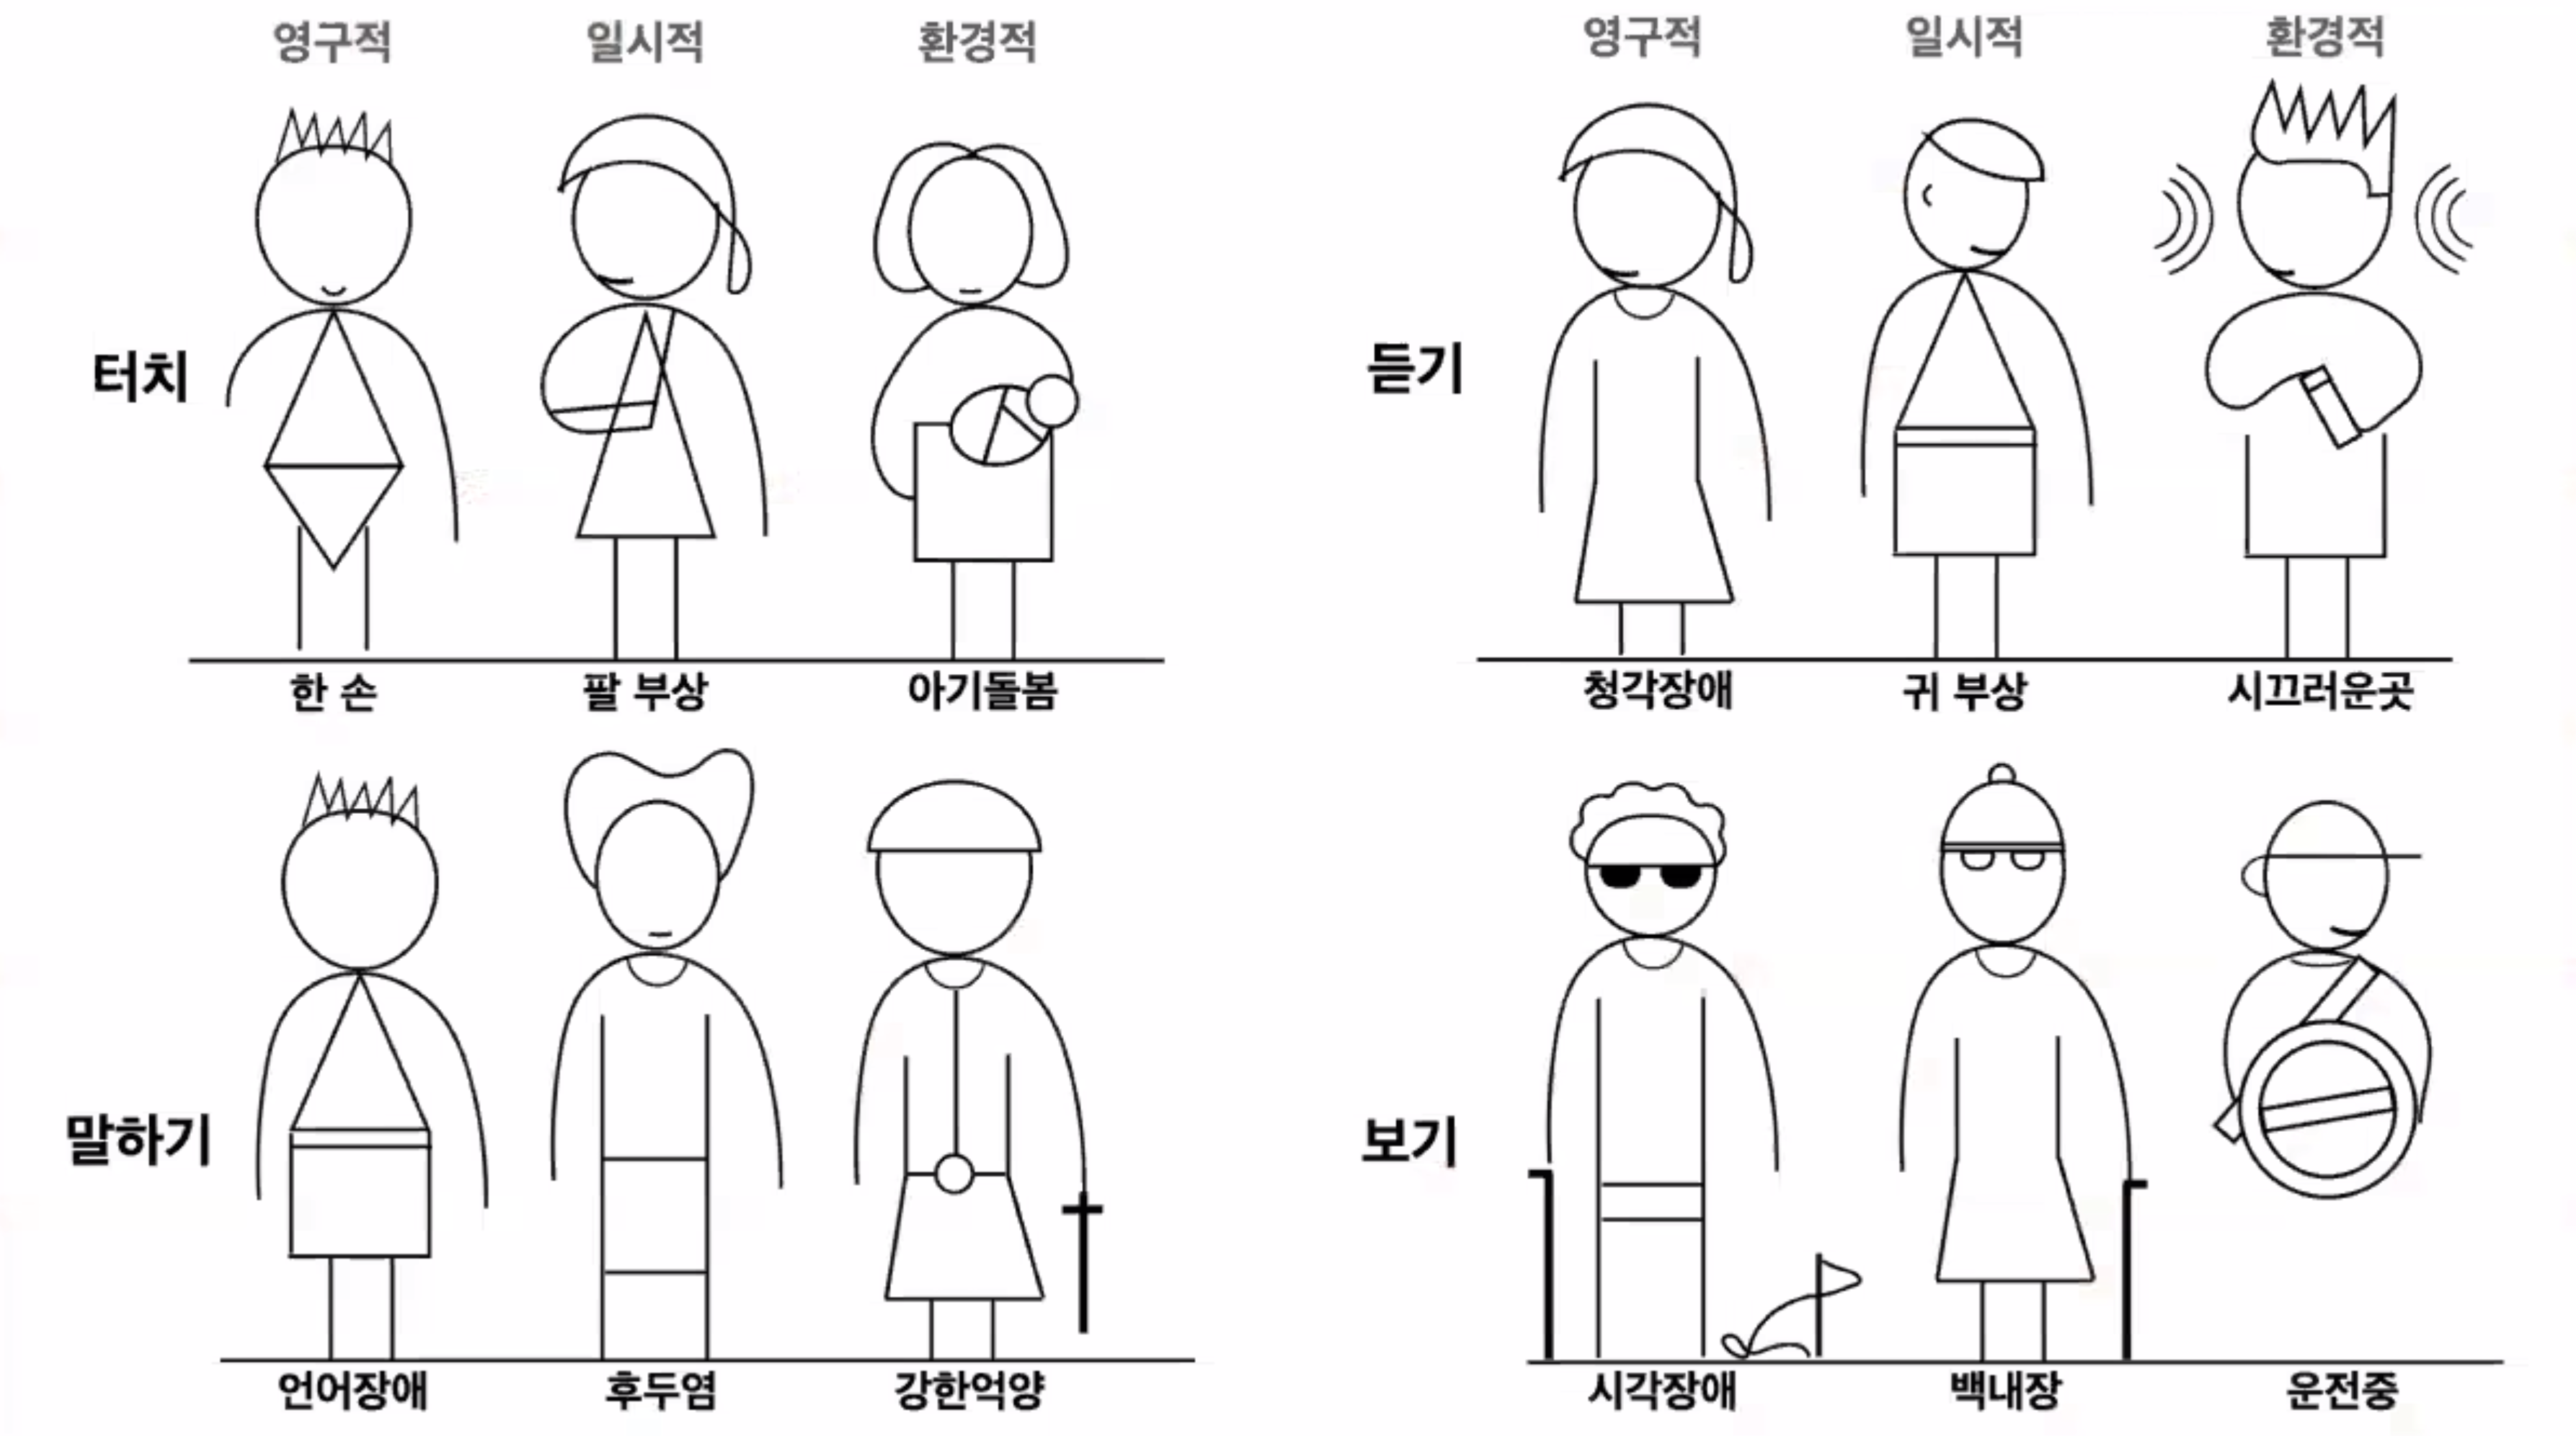 영구적 일시적 환경적
터치
한 손 팔 부상 아기돌봄
영구적 일시적 환경적
듣기
청각장애 귀 부상 시끄러운곳
말하기
언어장애 후두염 강한억양
보기
시각장애 백내장 운전중